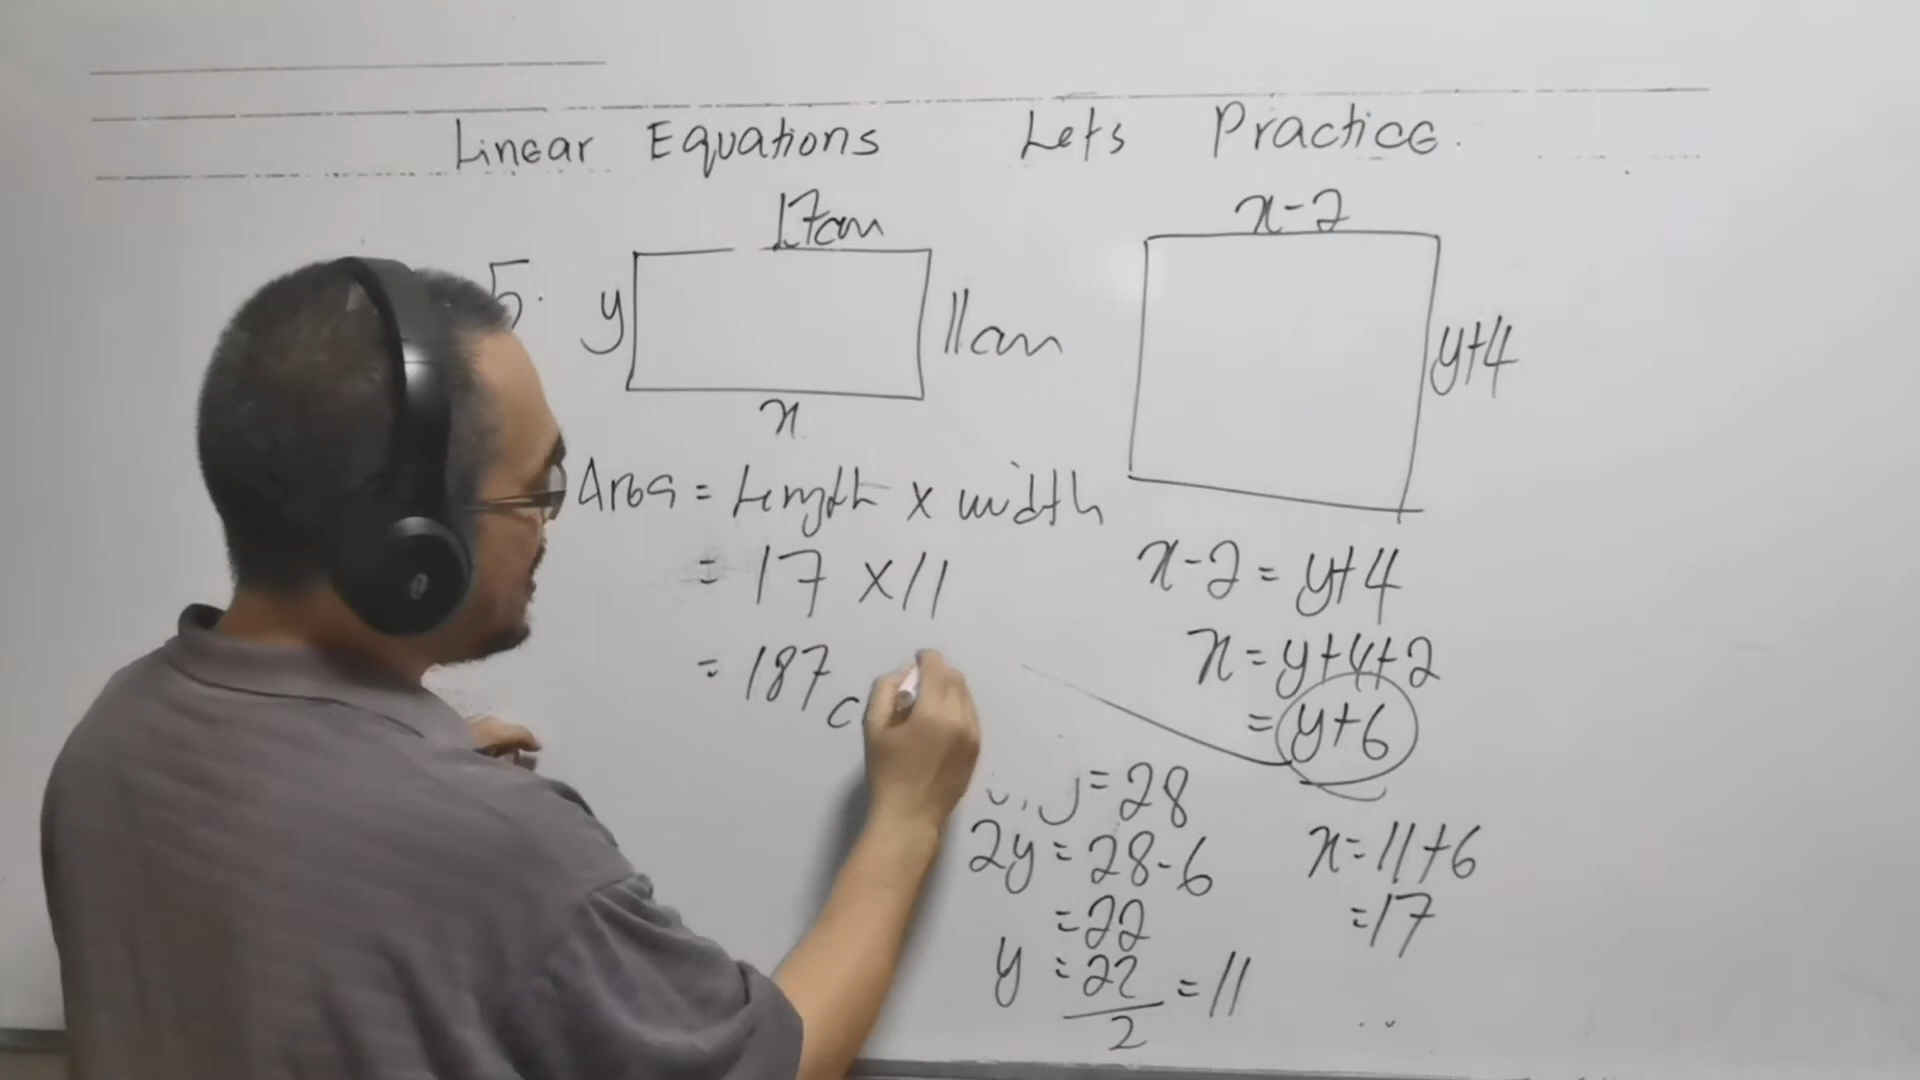 Linear Equations Lets Practice.
5.
17cm
y
11cm
x
x-2
y+4
Area = Length x width
= 17 x 11
= 187 c
x-2 = y+4
x = y+4+2
= y+6
y = 28
2y = 28-6
= 22
y = 22/2 = 11
x = 11+6
= 17